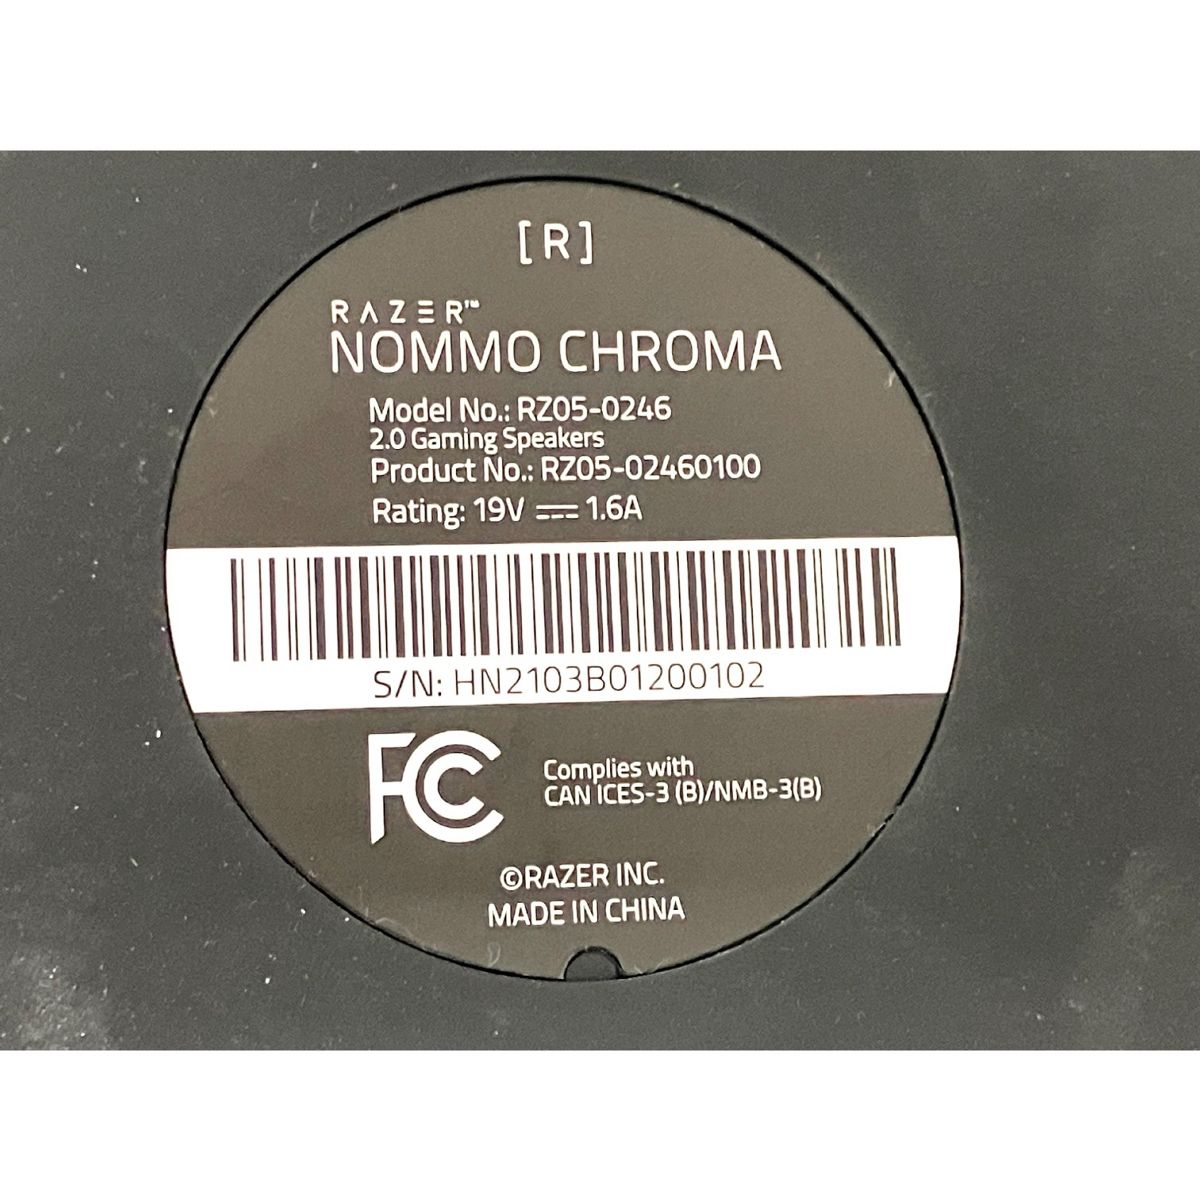 [R]
RAZER™
NOMMO CHROMA
Model No.: RZ05-0246
2.0 Gaming Speakers
Product No.: RZ05-02460100
Rating: 19V ⎓ 1.6A
S/N: HN2103B01200102
FC Complies with
CAN ICES-3 (B)/NMB-3(B)
©RAZER INC.
MADE IN CHINA